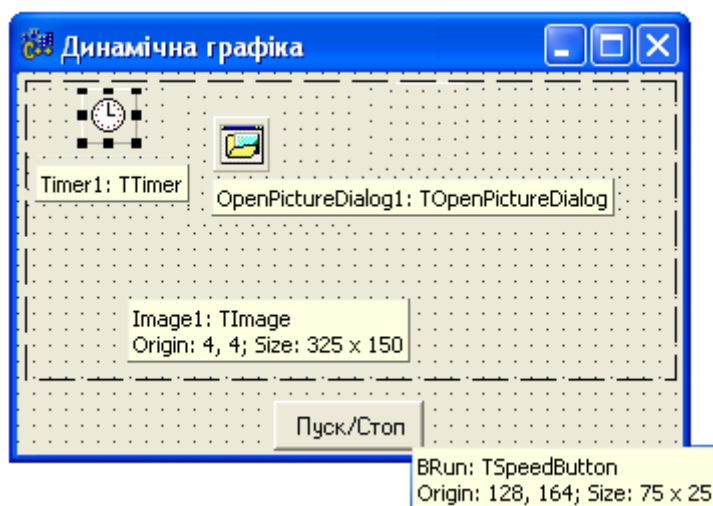 Динамічна графіка
Timer1: TTimer
OpenPictureDialog1: TOpenPictureDialog
Image1: TImage
Origin: 4, 4; Size: 325 x 150
Пуск/Стоп
BRun: TSpeedButton
Origin: 128, 164; Size: 75 x 25